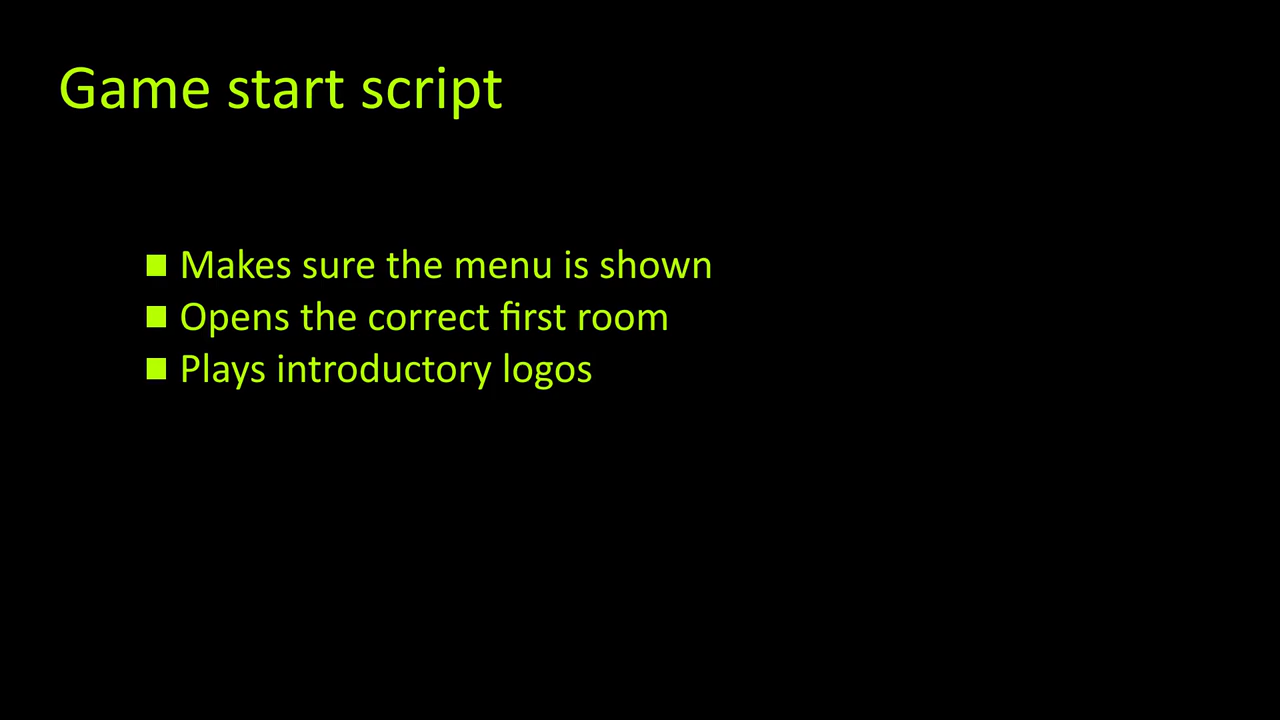 Game start script
Makes sure the menu is shown
Opens the correct first room
Plays introductory logos